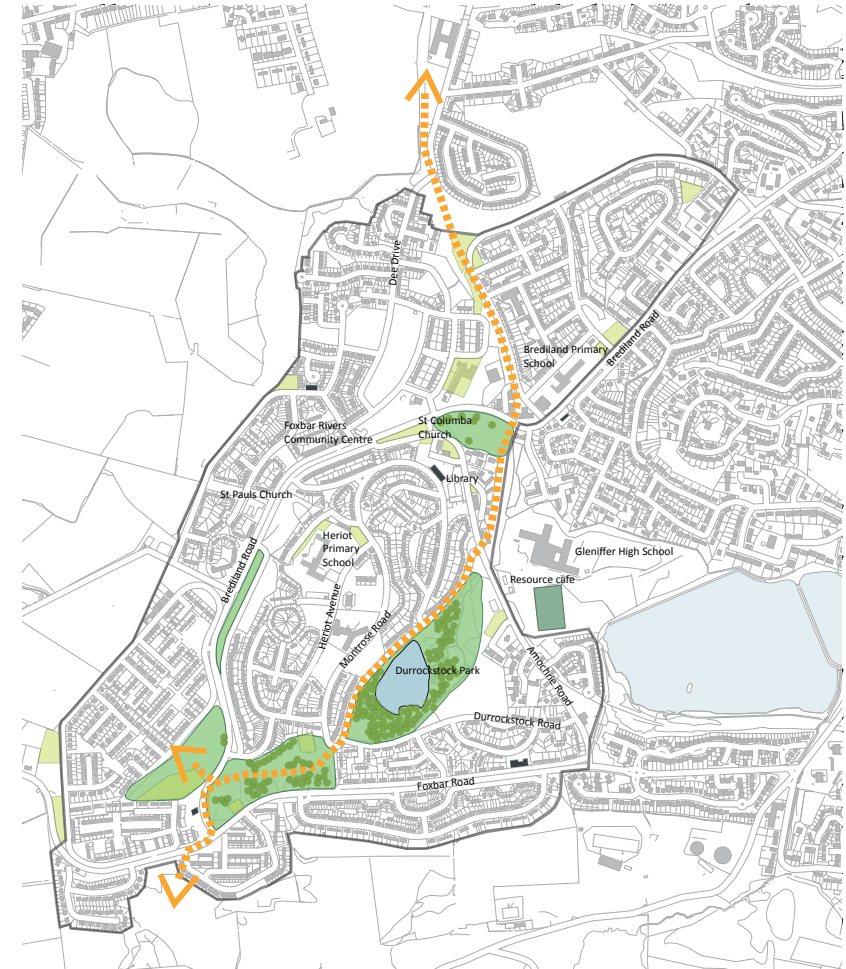 Dee Drive
Brediland Primary
School
Brediland Road
St Columba
Church
Foxbar Rivers
Community Centre
Library
St Pauls Church
Heriot
Primary
School
Gleniffer High School
Brediland Road
Resource cafe
Heriot Avenue
Montrose Road
Durrockstock Park
Amochrie Road
Durrockstock Road
Foxbar Road